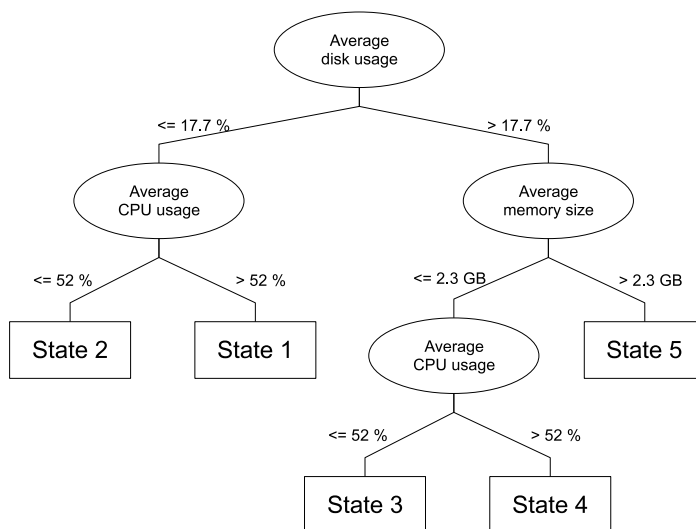 Average
disk usage
<= 17.7 %
> 17.7 %
Average
CPU usage
Average
memory size
<= 52 %
> 52 %
<= 2.3 GB
> 2.3 GB
State 2
State 1
Average
CPU usage
State 5
<= 52 %
> 52 %
State 3
State 4